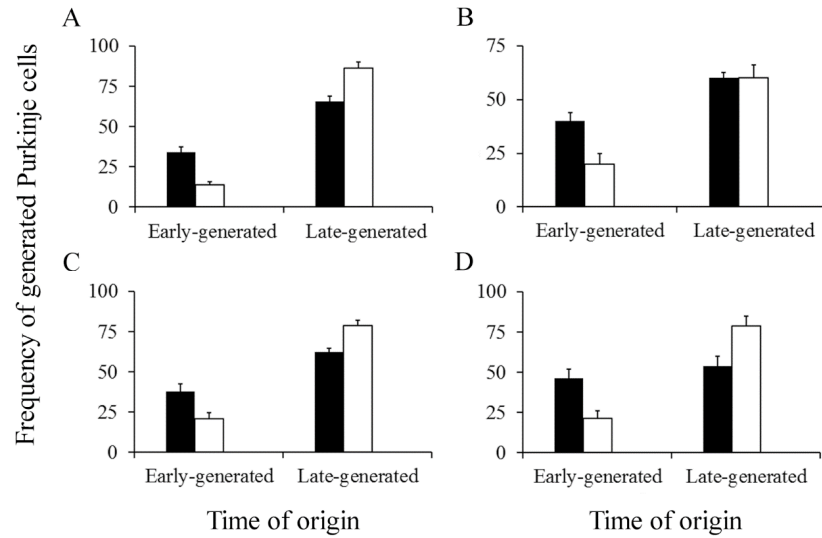 Frequency of generated Purkinje cells
A
100
75
50
25
0
Early-generated Late-generated
B
75
50
25
0
Early-generated Late-generated
C
100
75
50
25
0
Early-generated Late-generated
Time of origin
D
100
75
50
25
0
Early-generated Late-generated
Time of origin